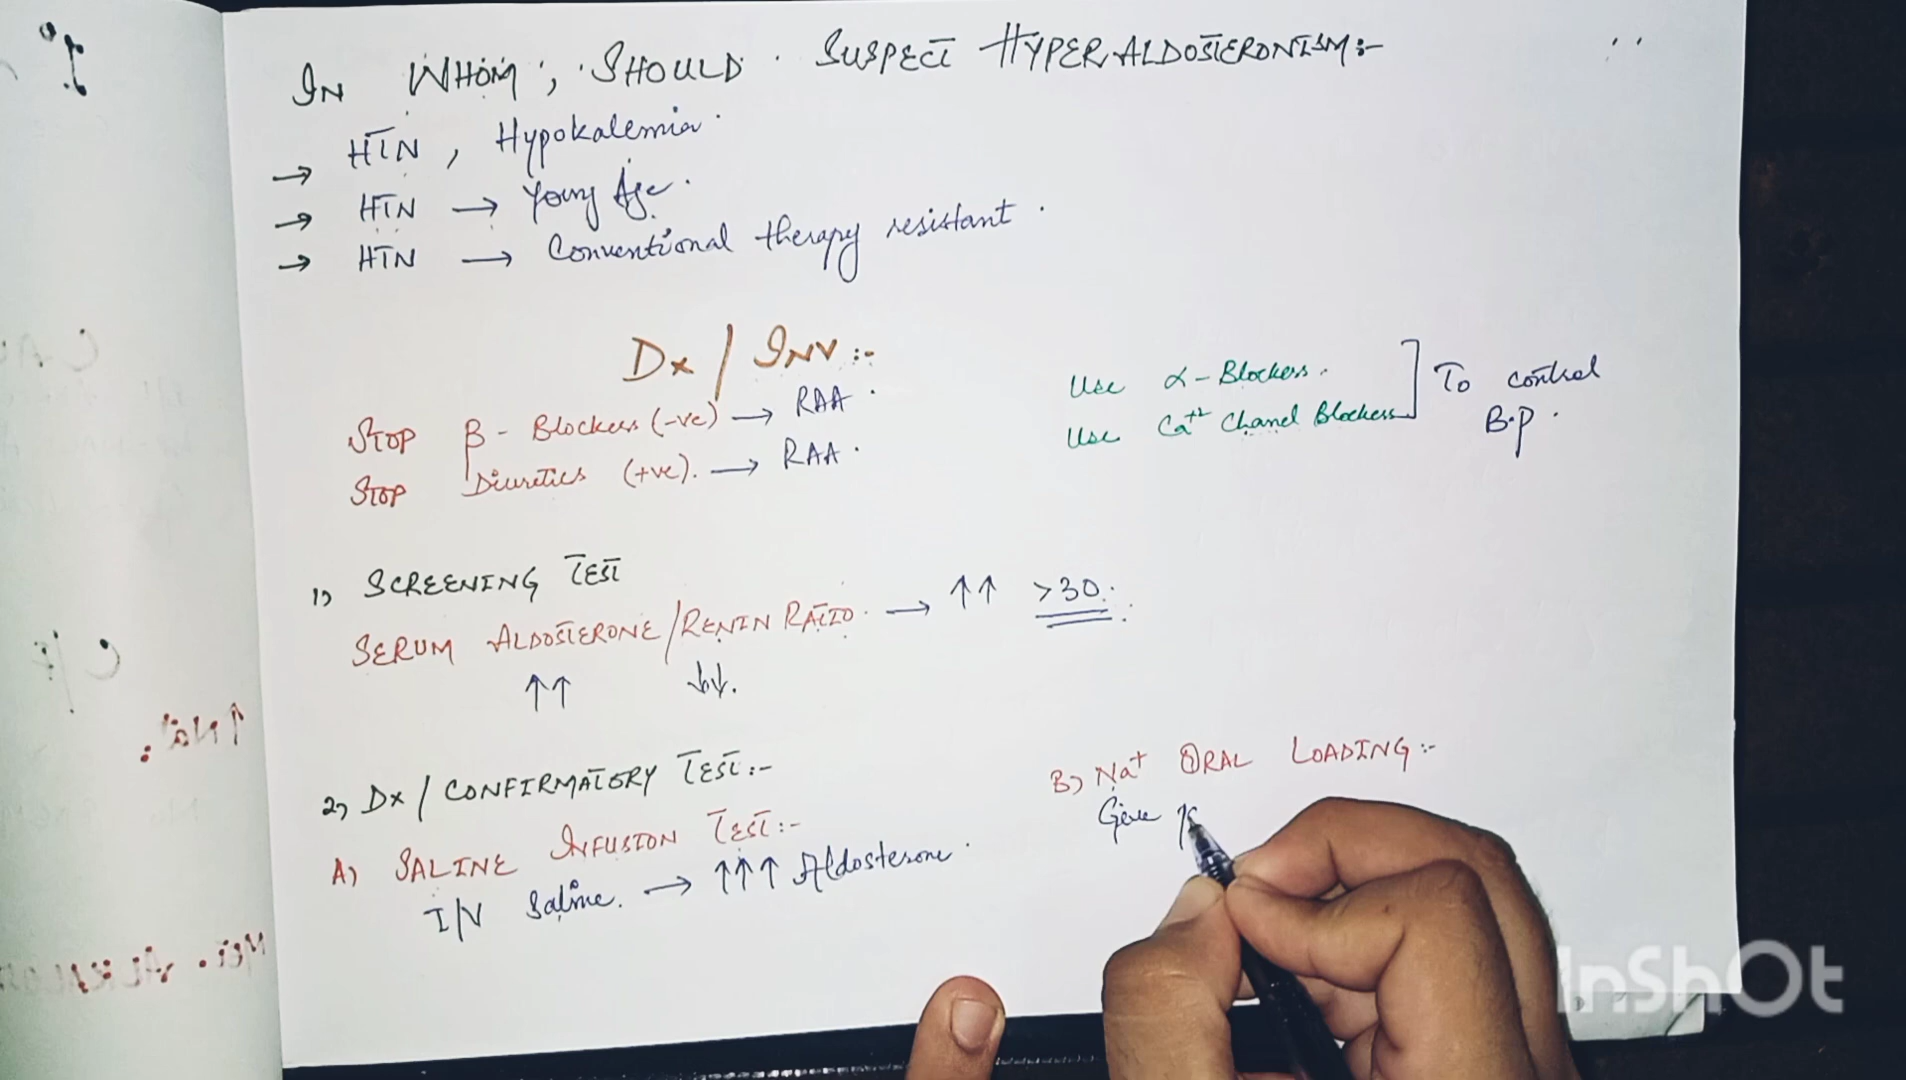 IN WHOM, SHOULD SUSPECT HYPERALDOSTERONISM:-
→ HTN, Hypokalemia.
→ HTN → Young Age.
→ HTN → Conventional therapy resistant.
Dx / INV:-
STOP β-Blockers (-ve) → RAA.
STOP Diuretics (+ve). → RAA.
Use α-Blockers.
Use Ca+2 Chanel Blockers
To control
B.p.
1) SCREENING TEST
SERUM ALDOSTERONE/RENIN RATIO. → ↑↑ >30.
↑↑ ↓↓.
2) Dx / CONFIRMATORY TEST:-
A) SALINE INFUSION TEST:-
I/V Saline. → ↑↑↑ Aldosterone.
B) Na+ ORAL LOADING:-
Give
InShOt